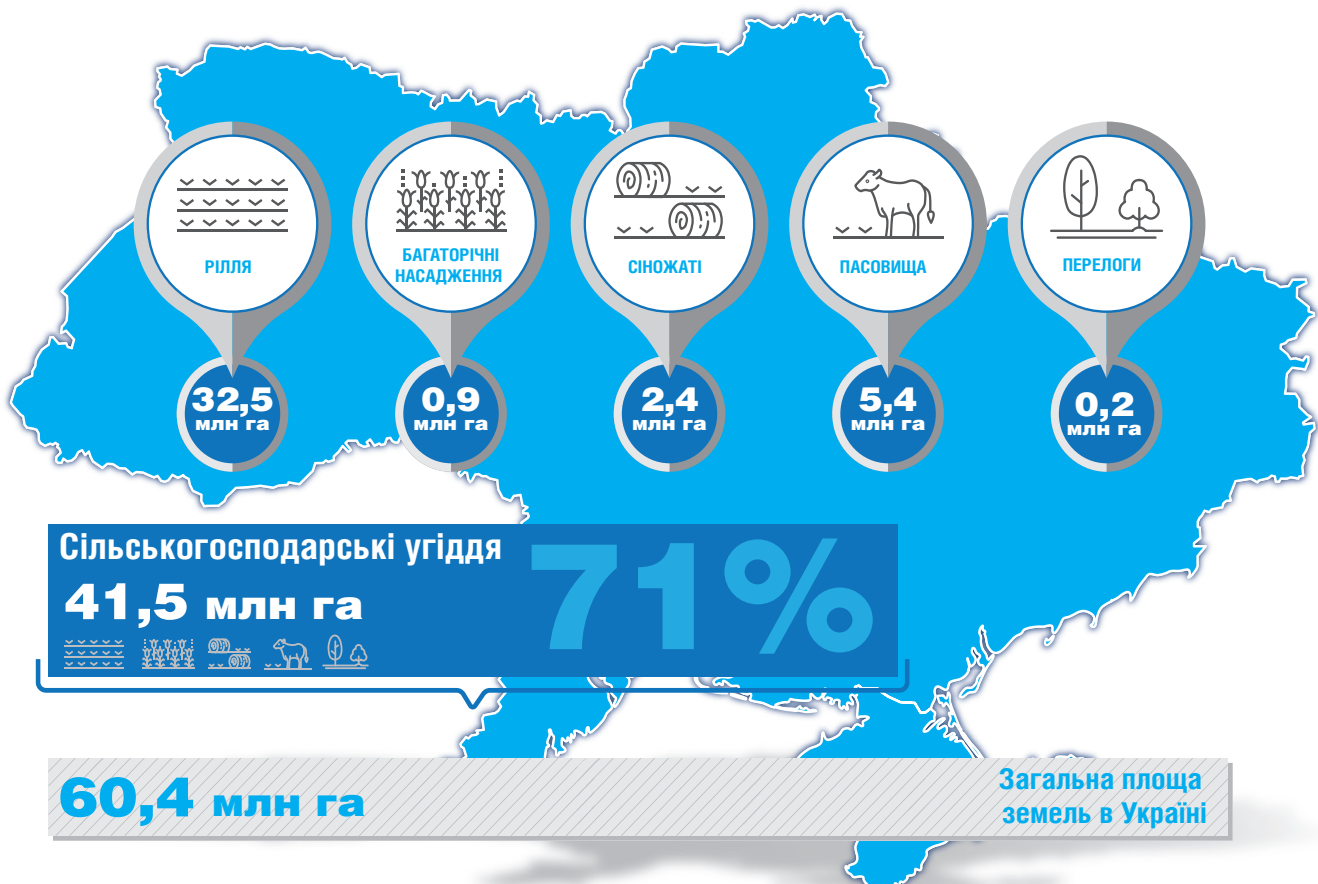 РІЛЛЯ
БАГАТОРІЧНІ
НАСАДЖЕННЯ
СІНОЖАТІ
ПАСОВИЩА
ПЕРЕЛОГИ
32,5
млн га
0,9
млн га
2,4
млн га
5,4
млн га
0,2
млн га
Сільськогосподарські угіддя
41,5 млн га
71%
60,4 млн га
Загальна площа
земель в Україні